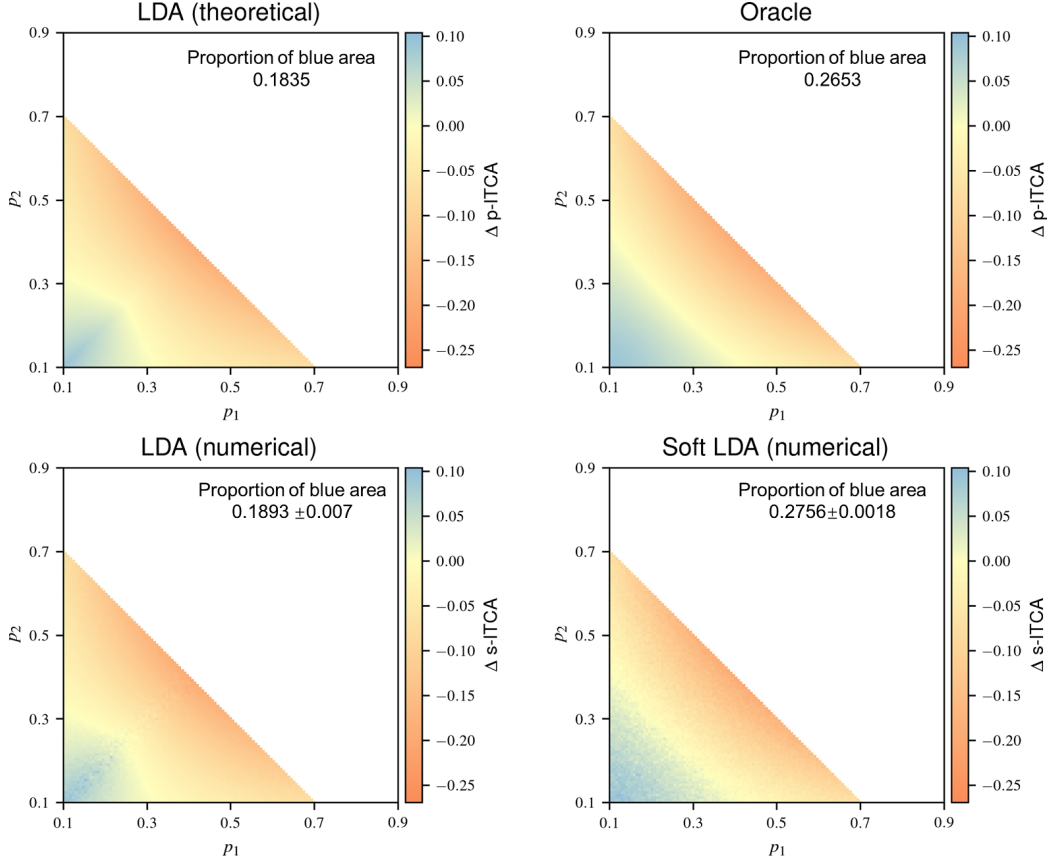 LDA (theoretical)
Proportion of blue area
0.1835
0.9
0.7
0.5
0.3
0.1
p2
0.1 0.3 0.5 0.7 0.9
p1
0.10
0.05
0.00
−0.05
−0.10
−0.15
−0.20
−0.25
Δ p-ITCA
Oracle
Proportion of blue area
0.2653
0.9
0.7
0.5
0.3
0.1
p2
0.1 0.3 0.5 0.7 0.9
p1
0.10
0.05
0.00
−0.05
−0.10
−0.15
−0.20
−0.25
Δ p-ITCA
LDA (numerical)
Proportion of blue area
0.1893 ±0.007
0.9
0.7
0.5
0.3
0.1
p2
0.1 0.3 0.5 0.7 0.9
p1
0.10
0.05
0.00
−0.05
−0.10
−0.15
−0.20
−0.25
Δ s-ITCA
Soft LDA (numerical)
Proportion of blue area
0.2756±0.0018
0.9
0.7
0.5
0.3
0.1
p2
0.1 0.3 0.5 0.7 0.9
p1
0.10
0.05
0.00
−0.05
−0.10
−0.15
−0.20
−0.25
Δ s-ITCA